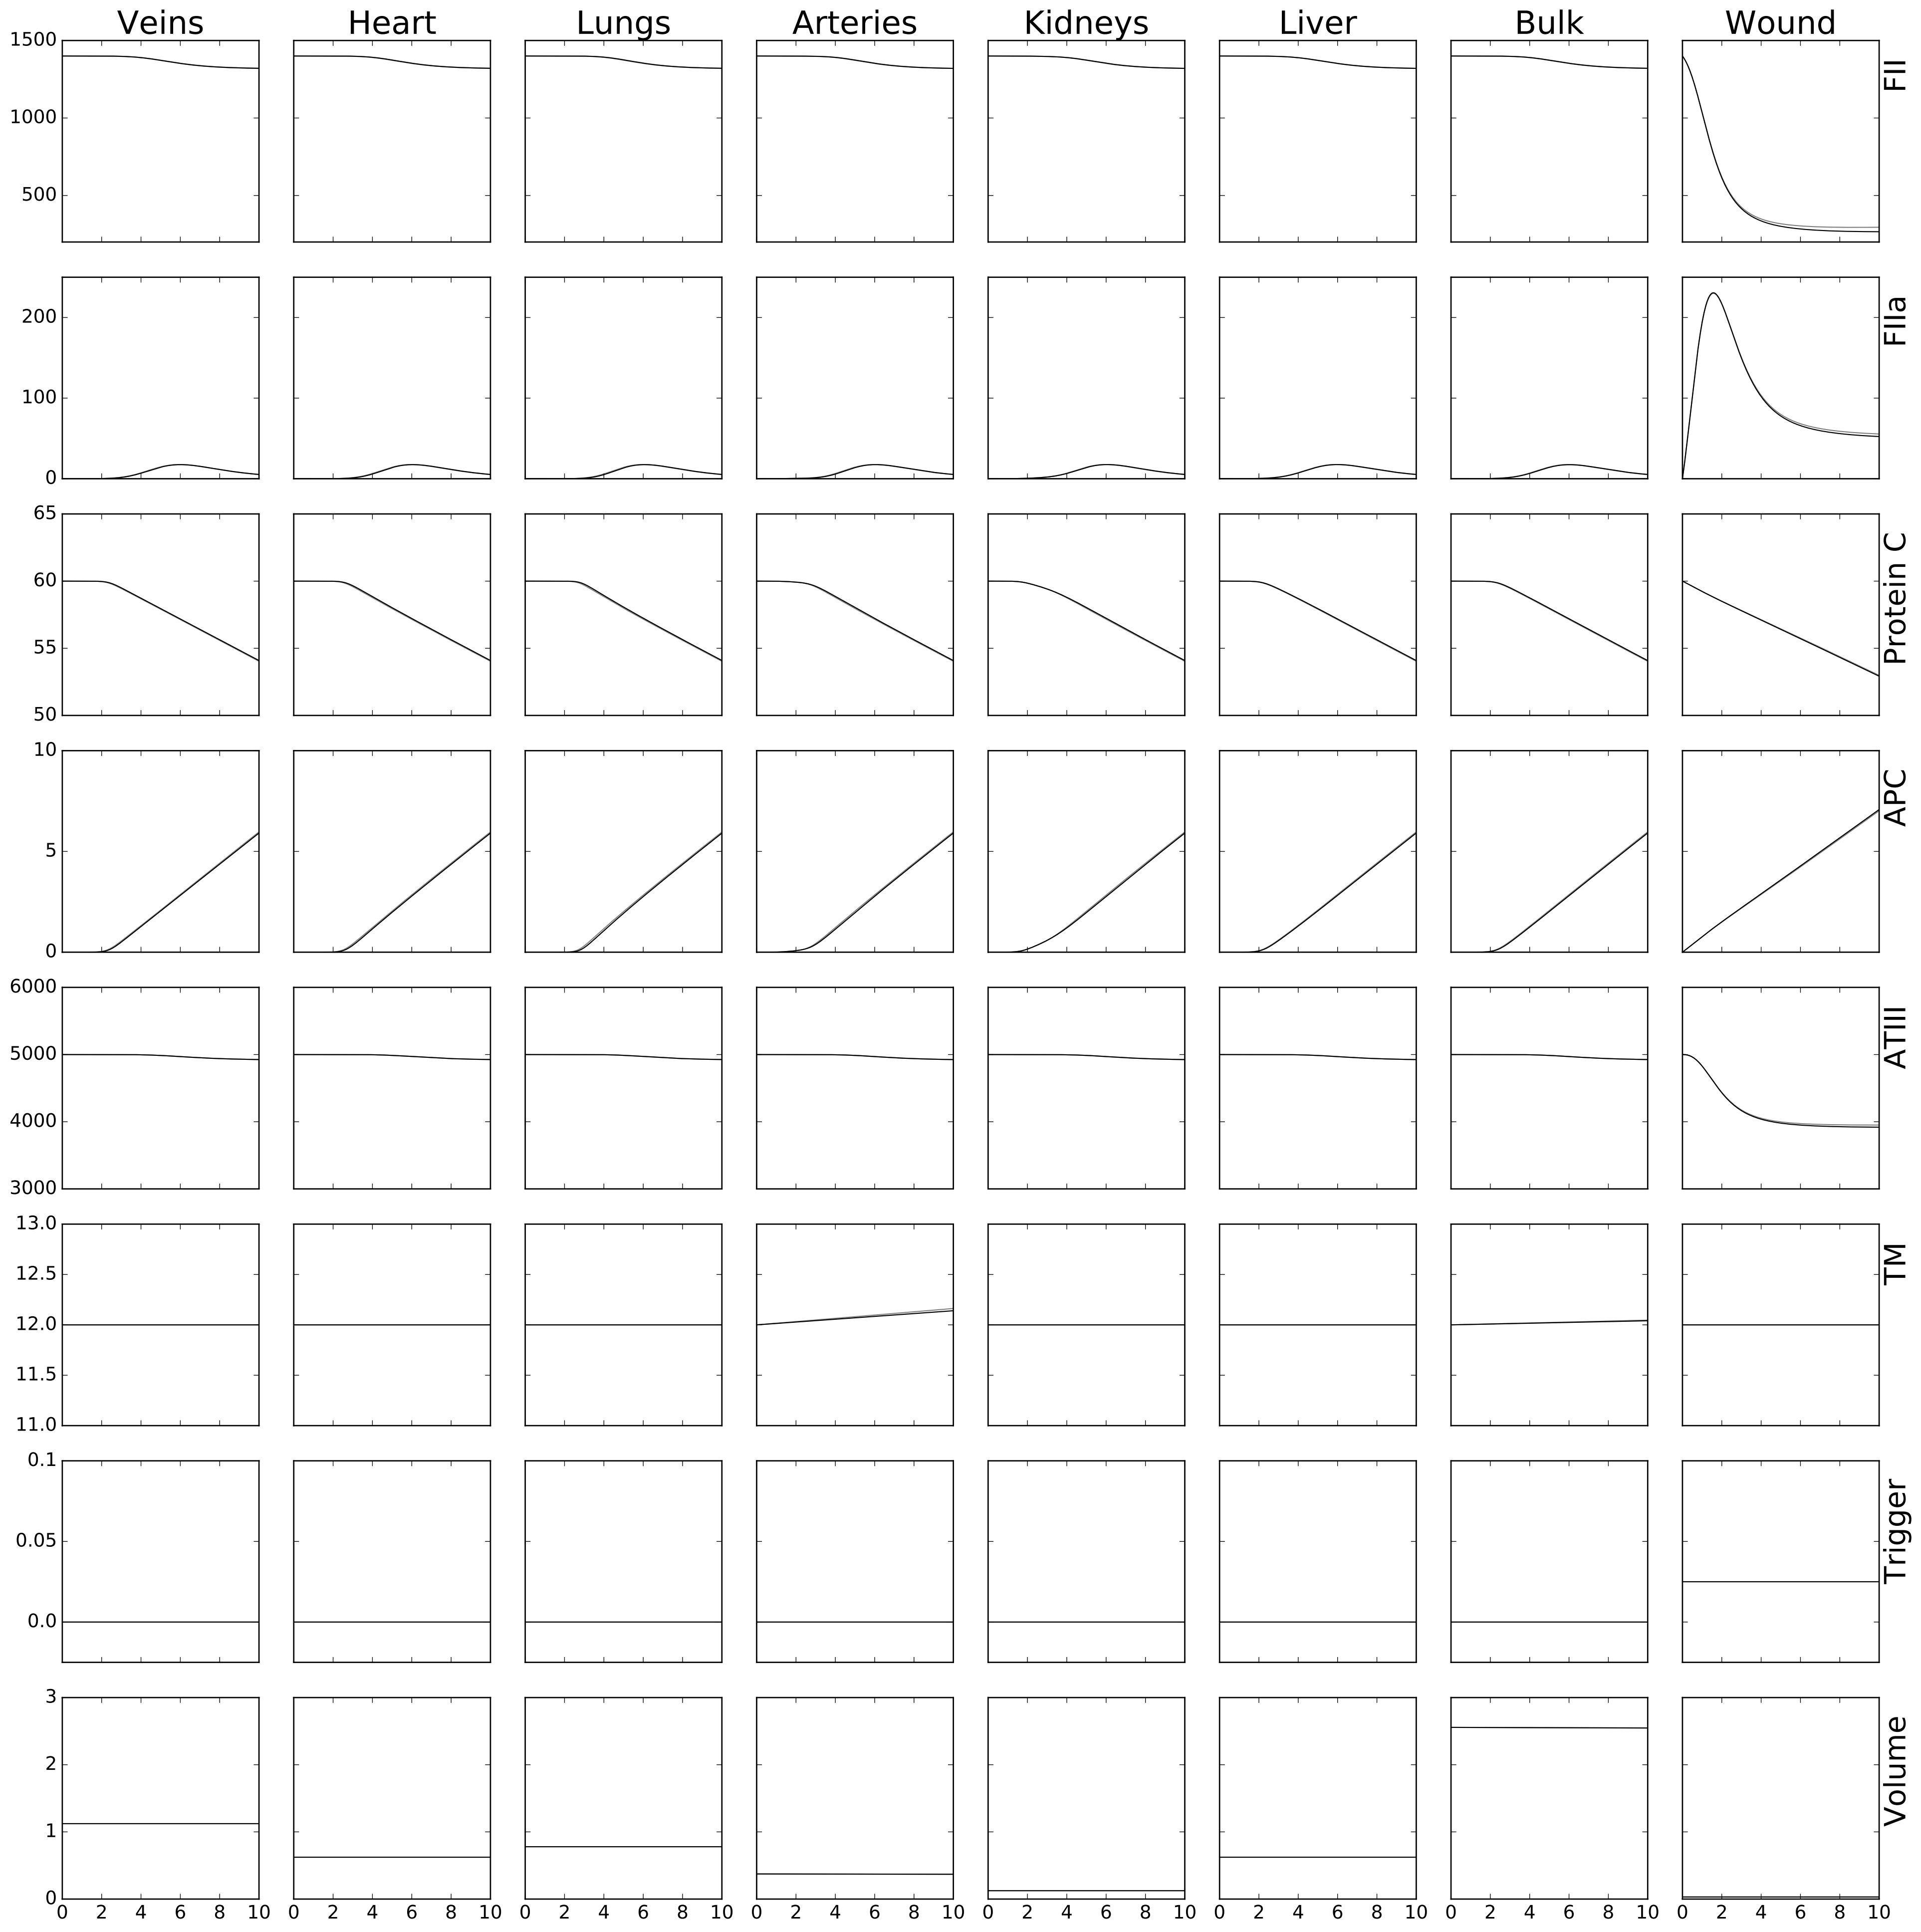 Veins Heart Lungs Arteries Kidneys Liver Bulk Wound
1500
1000
500
FII
200
100
0
FIIa
65
60
55
50
Protein C
10
5
0
APC
6000
5000
4000
3000
ATIII
13.0
12.5
12.0
11.5
11.0
TM
0.1
0.05
0.0
Trigger
3
2
1
0
Volume
0 2 4 6 8 10 0 2 4 6 8 10 0 2 4 6 8 10 0 2 4 6 8 10 0 2 4 6 8 10 0 2 4 6 8 10 0 2 4 6 8 10 0 2 4 6 8 10